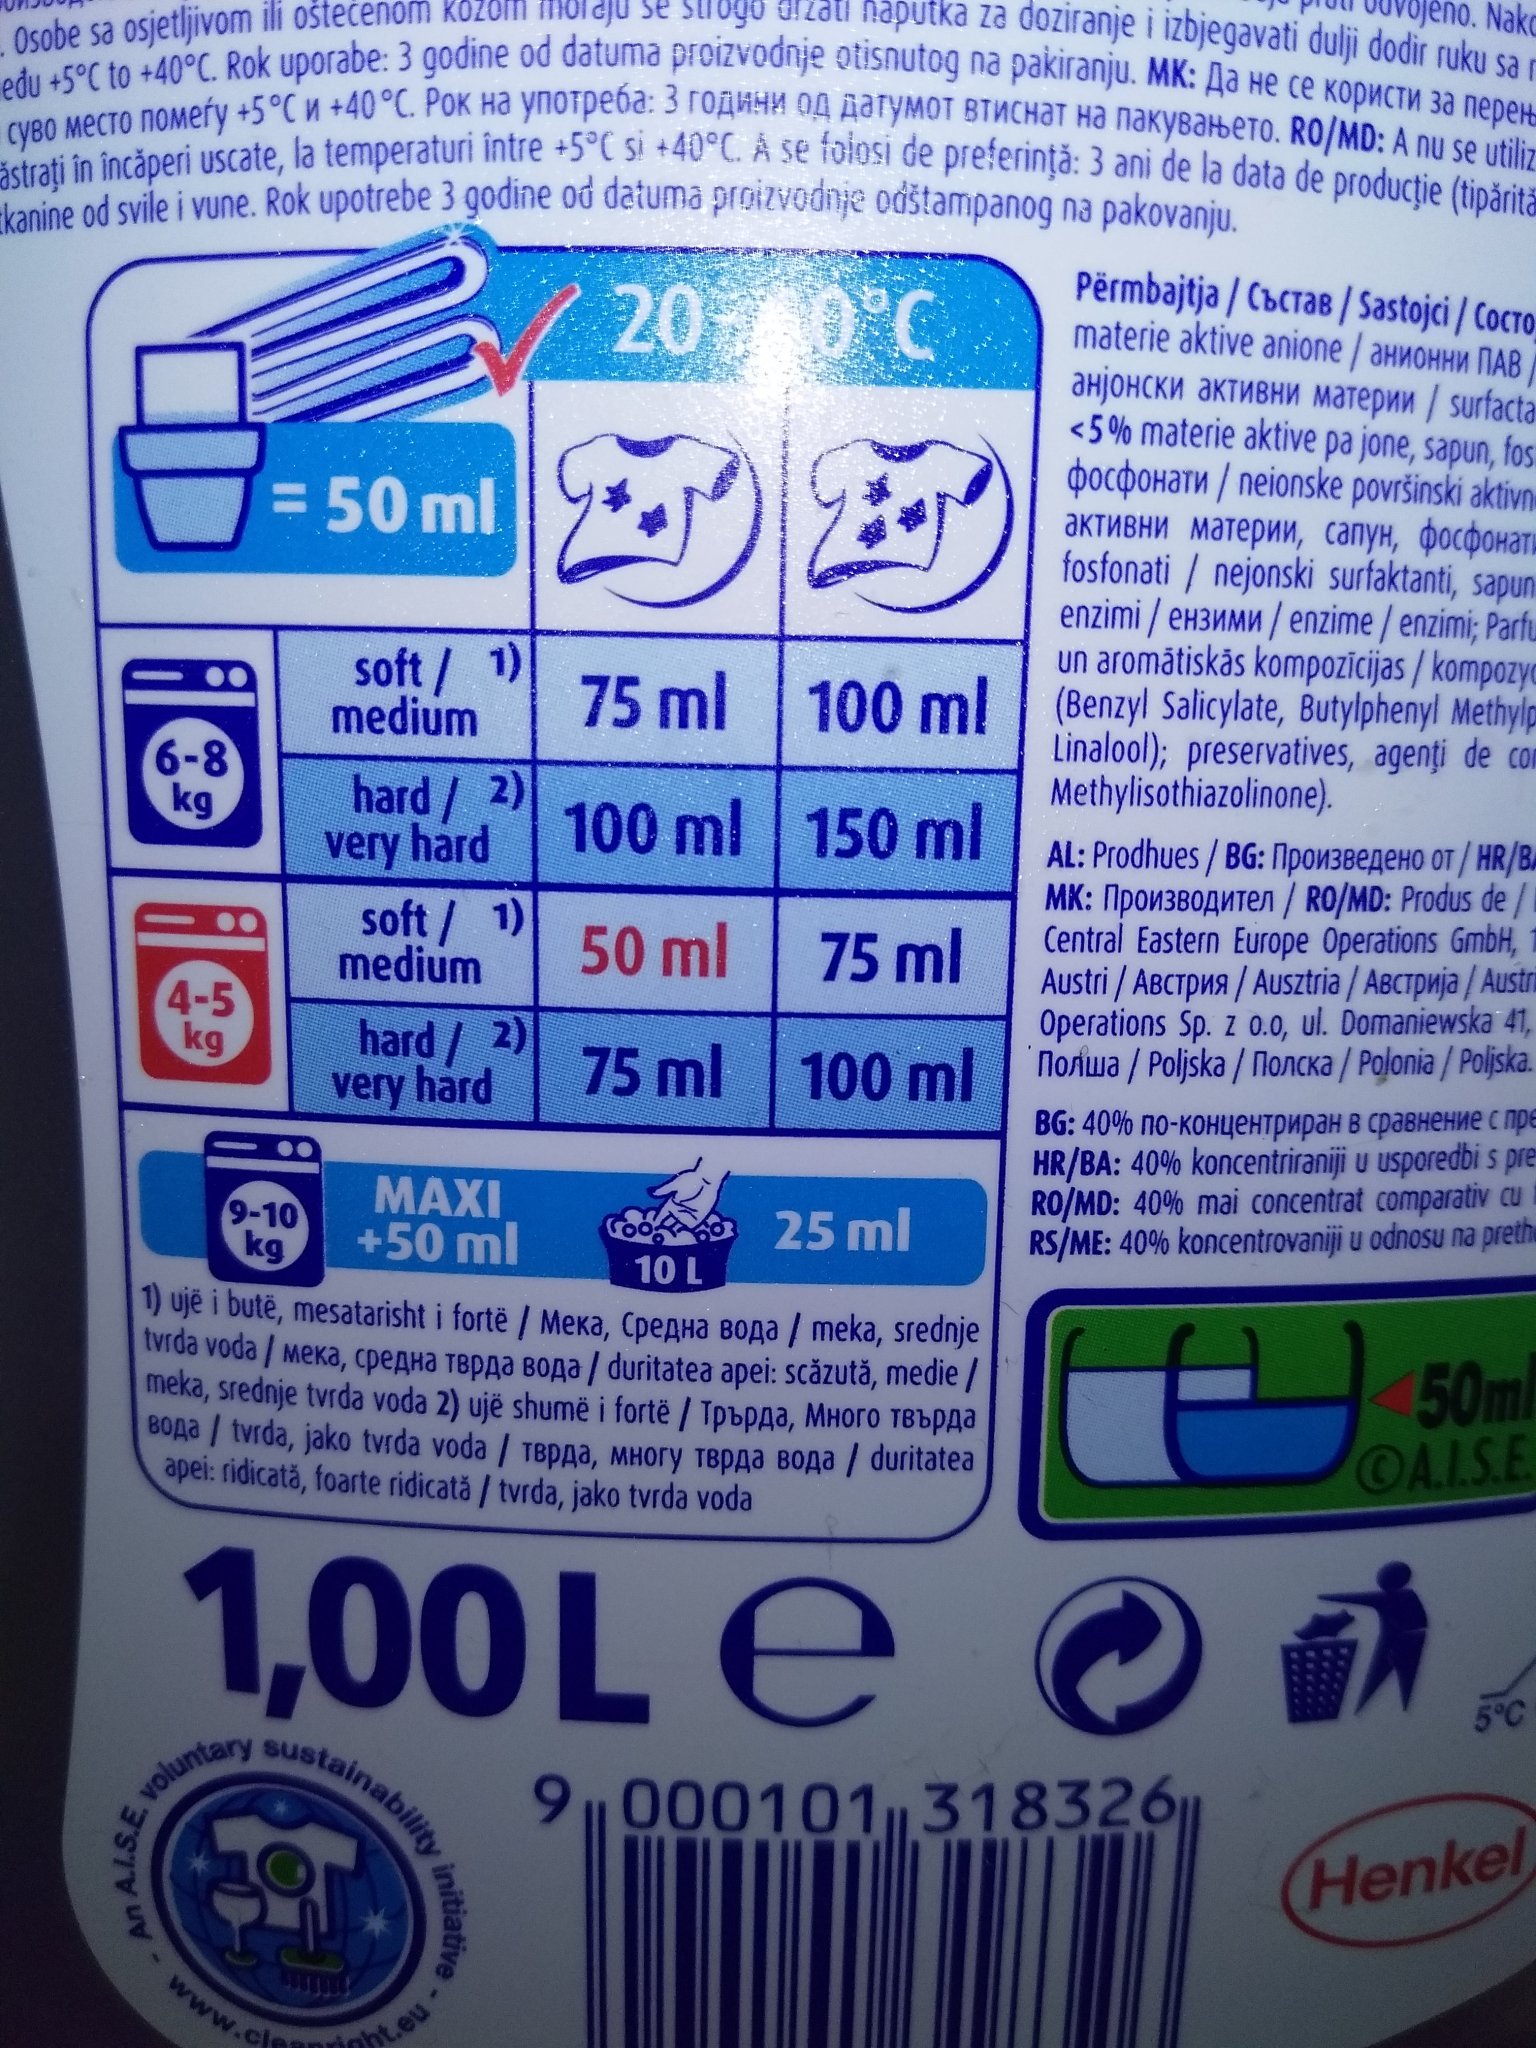 . Osobe sa osjetljivom ili oštećenom kožom moraju se strogo držati naputka za doziranje i izbjegavati dulji dodir ruku sa
+5°C to +40°C. Rok uporabe: 3 godine od datuma proizvodnje otisnutog na pakiranju. MK: Да не се користи за
суво место помеѓу +5°C и +40°C. Рок на употреба: 3 години од датумот втиснат на пакувањето. RO/MD: A nu se
în încăperi uscate, la temperaturi între +5°C si +40°C. A se folosi de preferinţă: 3 ani de la data de producţie
od svile i vune. Rok upotrebe 3 godine od datuma proizvodnje odštampanog na pakovanju.
= 50 ml
soft / 1) 75 ml 100 ml
medium
6-8
kg
hard / 2) 100 ml 150 ml
very hard
soft / 1) 50 ml 75 ml
medium
4-5
kg
hard / 2) 75 ml 100 ml
very hard
9-10
kg
MAXI
+50 ml
10 L
25 ml
1) ujë i butë, mesatarisht i fortë / Мека, Средна вода / meka, srednje
tvrda voda / мека, средна тврда вода / duritatea apei: scăzută, medie /
meka, srednje tvrda voda 2) ujë shumë i fortë / Твърда, Много твърда
вода / tvrda, jako tvrda voda / тврда, многу тврда вода / duritatea
apei: ridicată, foarte ridicată / tvrda, jako tvrda voda
Përmbajtja / Състав / Sastojci /
materie aktive anione / анионни ПАВ /
анјонски активни материи /
<5% materie aktive pa jone, sapun,
фосфонати / neionske površinski
активни материи, сапун,
fosfonati / nejonski surfaktanti, sapun
enzimi / ензими / enzime / enzimi;
un aromātiskās kompozīcijas /
(Benzyl Salicylate, Butylphenyl
Linalool); preservatives, agenţi de
Methylisothiazolinone).
AL: Prodhues / BG: Произведено от /
MK: Производител / RO/MD: Produs de /
Central Eastern Europe Operations GmbH,
Austri / Австрия / Ausztria / Австрија /
Operations Sp. z o.o, ul. Domaniewska 41,
Полша / Poljska / Полска / Polonia / Poljska.
BG: 40% по-концентриран в сравнение с
HR/BA: 40% koncentriraniji u usporedbi s
RO/MD: 40% mai concentrat comparativ cu
RS/ME: 40% koncentrovaniji u odnosu na
50ml
©A.I.S.E.
1,00 L e
5°C
An A.I.S.E. voluntary sustainability initiative - www.cleanright.eu -
9 000101 318326
Henkel